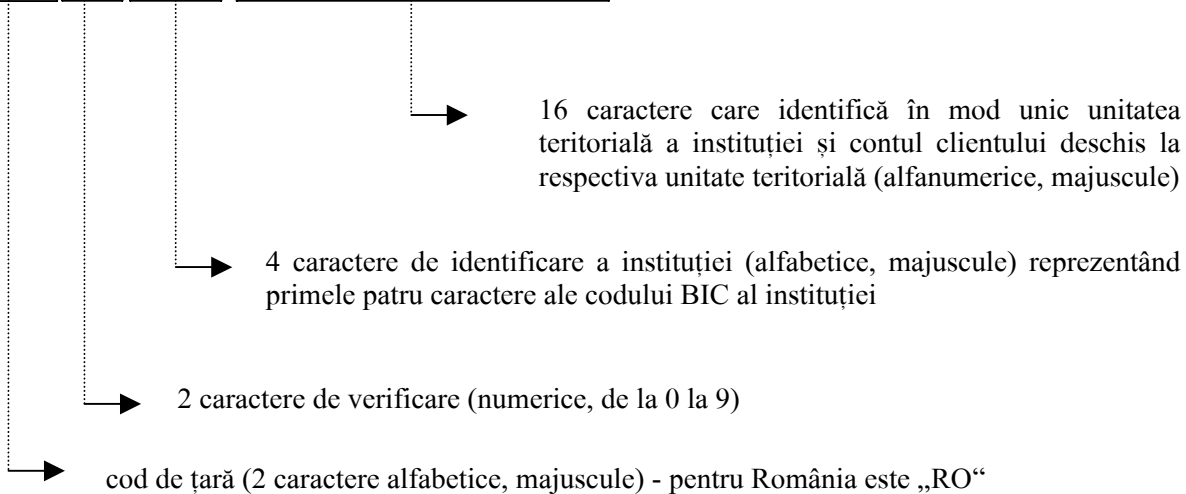 16 caractere care identifică în mod unic unitatea
teritorială a instituției și contul clientului deschis la
respectiva unitate teritorială (alfanumerice, majuscule)
4 caractere de identificare a instituției (alfabetice, majuscule) reprezentând
primele patru caractere ale codului BIC al instituției
2 caractere de verificare (numerice, de la 0 la 9)
cod de țară (2 caractere alfabetice, majuscule) - pentru România este „RO“